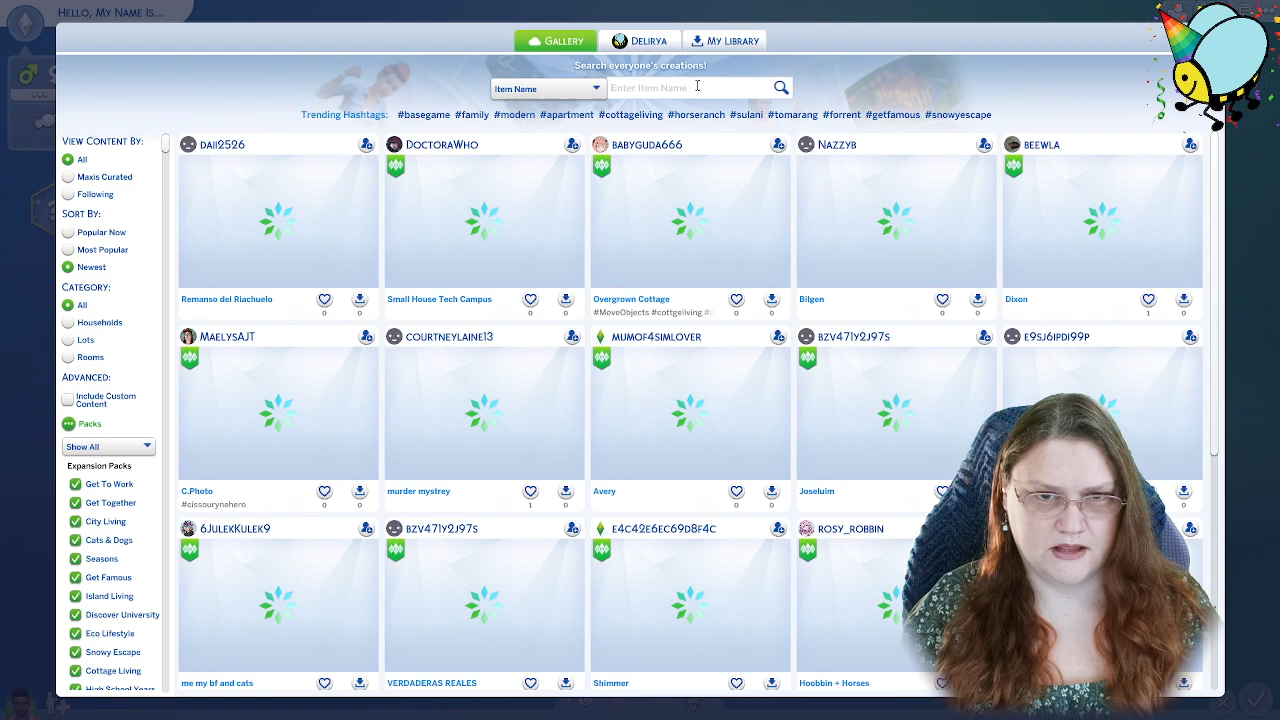 Hello, My Name Is...
Gallery
Delirya
My Library
Search everyone's creations!
Item Name
Enter Item Name
Trending Hashtags: #basegame #family #modern #apartment #cottageliving #horseranch #sulani #tomarang #forrent #getfamous #snowyescape
View Content By:
All
Maxis Curated
Following
Sort By:
Popular Now
Most Popular
Newest
Category:
All
Households
Lots
Rooms
Advanced:
Include Custom
Content
Packs
Show All
Expansion Packs
Get To Work
Get Together
City Living
Cats & Dogs
Seasons
Get Famous
Island Living
Discover University
Eco Lifestyle
Snowy Escape
Cottage Living
High School Years
DAII2526
DOCTORAWHO
BABYGUDA666
NAZZYB
BEEWLA
Remanso del Riachuelo
0 0
Small House Tech Campus
0 0
Overgrown Cottage
#MoveObjects #cottgeliving #c
0 0
Bilgen
0 0
Dixon
1 0
MAELYSAJT
COURTNEYLAINE13
MUMOF4SIMLOVER
BZV471Y2J97S
E9SJ6IPDI99P
C.Photo
#cissourynehero
0 0
murder mystrey
1 0
Avery
0 0
Joseluim
0
6JULEKKULEK9
BZV471Y2J97S
E4C42E6EC69D8F4C
ROSY_ROBBIN
me my bf and cats
VERDADERAS REALES
Shimmer
Hoobbin + Horses